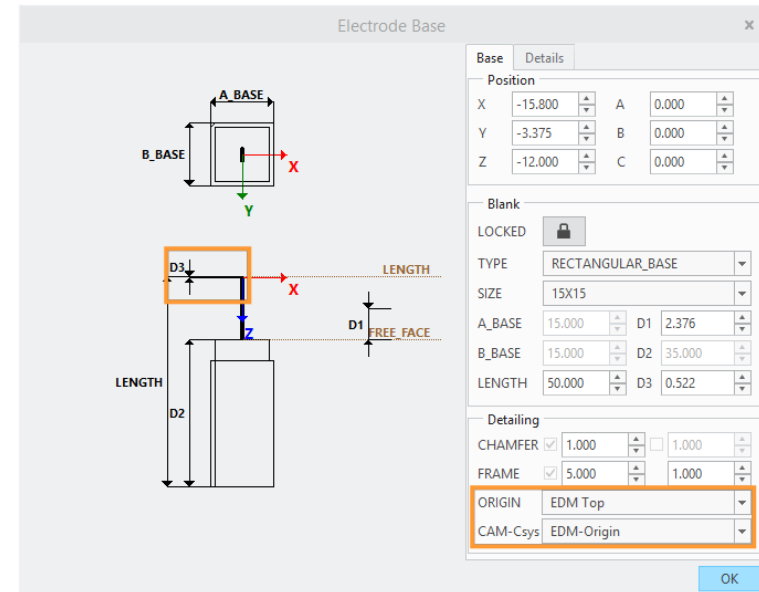 Electrode Base ×
Base Details
Position
X -15.800 A 0.000
Y -3.375 B 0.000
Z -12.000 C 0.000
Blank
LOCKED
TYPE RECTANGULAR_BASE
SIZE 15X15
A_BASE 15.000 D1 2.376
B_BASE 15.000 D2 35.000
LENGTH 50.000 D3 0.522
Detailing
CHAMFER 1.000 1.000
FRAME 5.000 1.000
ORIGIN EDM Top
CAM-Csys EDM-Origin
OK
A_BASE
B_BASE
X
Y
D3
LENGTH
X
D1
FREE_FACE
Z
LENGTH
D2